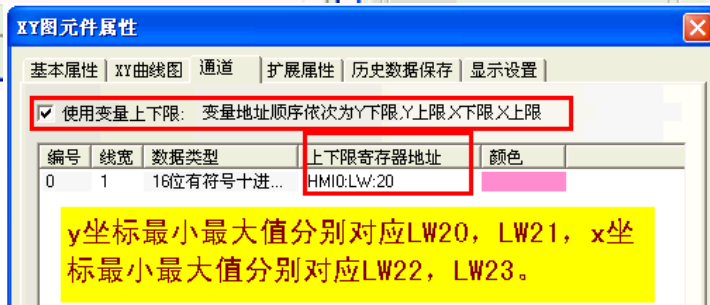 XY图元件属性
基本属性 XY曲线图 通道 扩展属性 历史数据保存 显示设置
使用变量上下限: 变量地址顺序依次为Y下限,Y上限,X下限,X上限
编号 线宽 数据类型 上下限寄存器地址 颜色
0 1 16位有符号十进... HMI0:LW:20
y坐标最小最大值分别对应LW20，LW21，x坐
标最小最大值分别对应LW22，LW23。